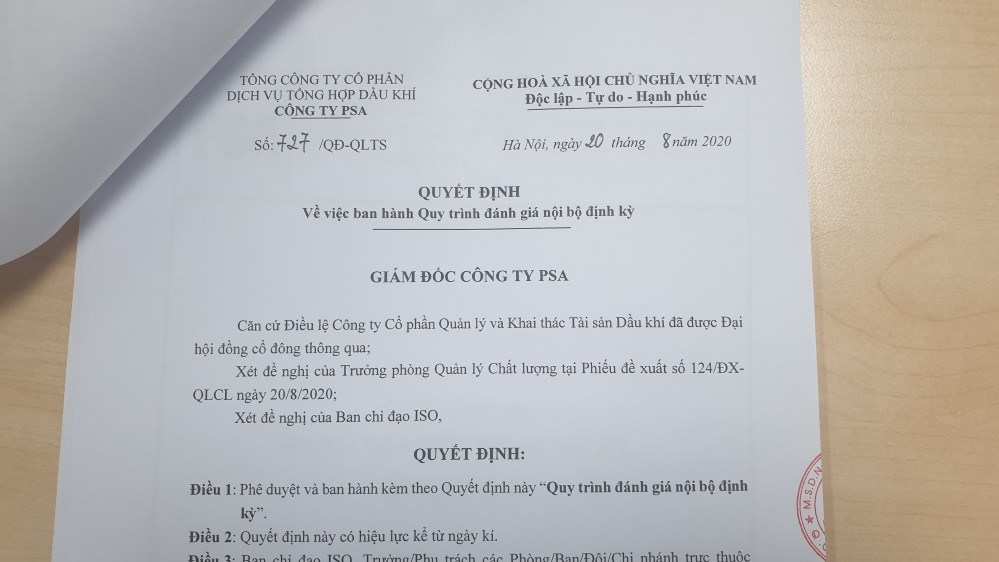 TỔNG CÔNG TY CỔ PHẦN
DỊCH VỤ TỔNG HỢP DẦU KHÍ
CÔNG TY PSA
Số: 727 /QĐ-QLTS
CỘNG HOÀ XÃ HỘI CHỦ NGHĨA VIỆT NAM
Độc lập - Tự do - Hạnh phúc
Hà Nội, ngày 20 tháng 8 năm 2020
QUYẾT ĐỊNH
Về việc ban hành Quy trình đánh giá nội bộ định kỳ
GIÁM ĐỐC CÔNG TY PSA
Căn cứ Điều lệ Công ty Cổ phần Quản lý và Khai thác Tài sản Dầu khí đã được Đại
hội đồng cổ đông thông qua;
Xét đề nghị của Trưởng phòng Quản lý Chất lượng tại Phiếu đề xuất số 124/ĐX-
QLCL ngày 20/8/2020;
Xét đề nghị của Ban chỉ đạo ISO,
QUYẾT ĐỊNH:
Điều 1: Phê duyệt và ban hành kèm theo Quyết định này “Quy trình đánh giá nội bộ định
kỳ”.
Điều 2: Quyết định này có hiệu lực kể từ ngày kí.
Điều 3: Ban chỉ đạo ISO, Trưởng/Phụ trách các Phòng/Ban/Đội/Chi nhánh trực thuộc
★ M.S.D.N